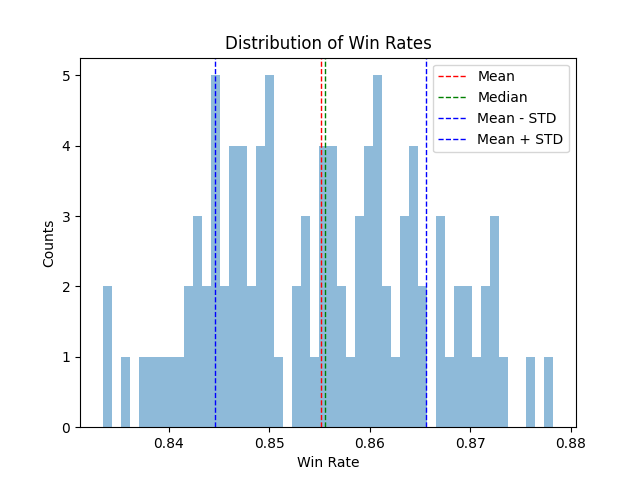 Distribution of Win Rates
Mean
Median
Mean - STD
Mean + STD
5
4
3
2
1
0
Counts
0.84 0.85 0.86 0.87 0.88
Win Rate